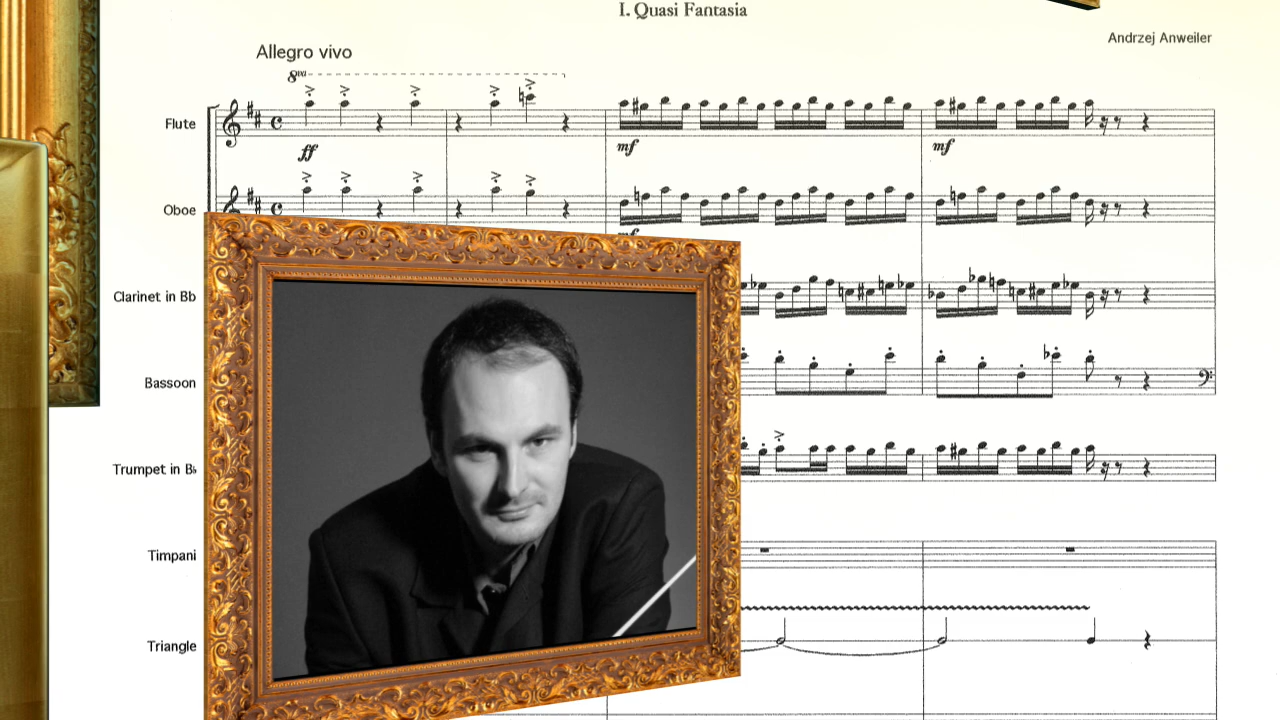 I. Quasi Fantasia
Andrzej Anweiler
Allegro vivo
8va
Flute
ff
mf
mf
Oboe
mf
Clarinet in Bb
Bassoon
Trumpet in B♭
Timpani
Triangle